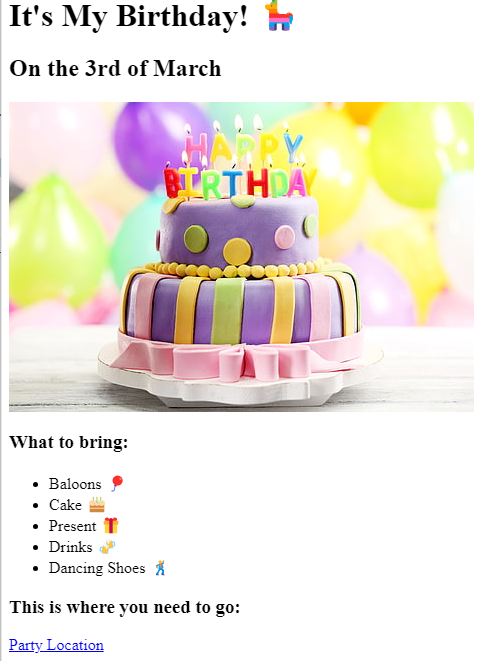 It's My Birthday! 🪅
On the 3rd of March
HAPPY
BIRTHDAY
What to bring:
Baloons 🎈
Cake 🎂
Present 🎁
Drinks 🍻
Dancing Shoes 🕺
This is where you need to go:
Party Location